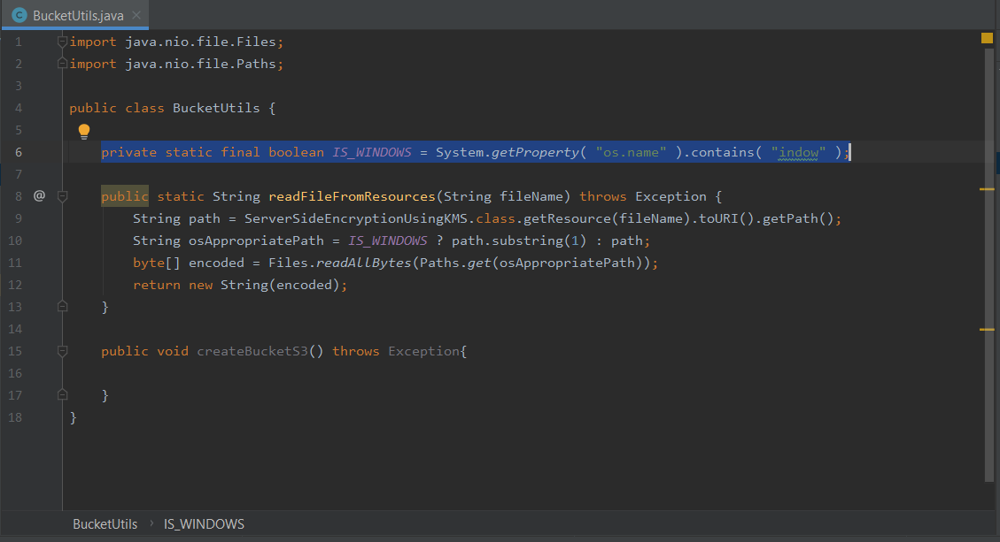 C BucketUtils.java ×
1 import java.nio.file.Files;
2 import java.nio.file.Paths;
3
4 public class BucketUtils {
5
6 private static final boolean IS_WINDOWS = System.getProperty( "os.name" ).contains( "indow" );
7
8 @ public static String readFileFromResources(String fileName) throws Exception {
9 String path = ServerSideEncryptionUsingKMS.class.getResource(fileName).toURI().getPath();
10 String osAppropriatePath = IS_WINDOWS ? path.substring(1) : path;
11 byte[] encoded = Files.readAllBytes(Paths.get(osAppropriatePath));
12 return new String(encoded);
13 }
14
15 public void createBucketS3() throws Exception{
16
17 }
18 }
BucketUtils › IS_WINDOWS